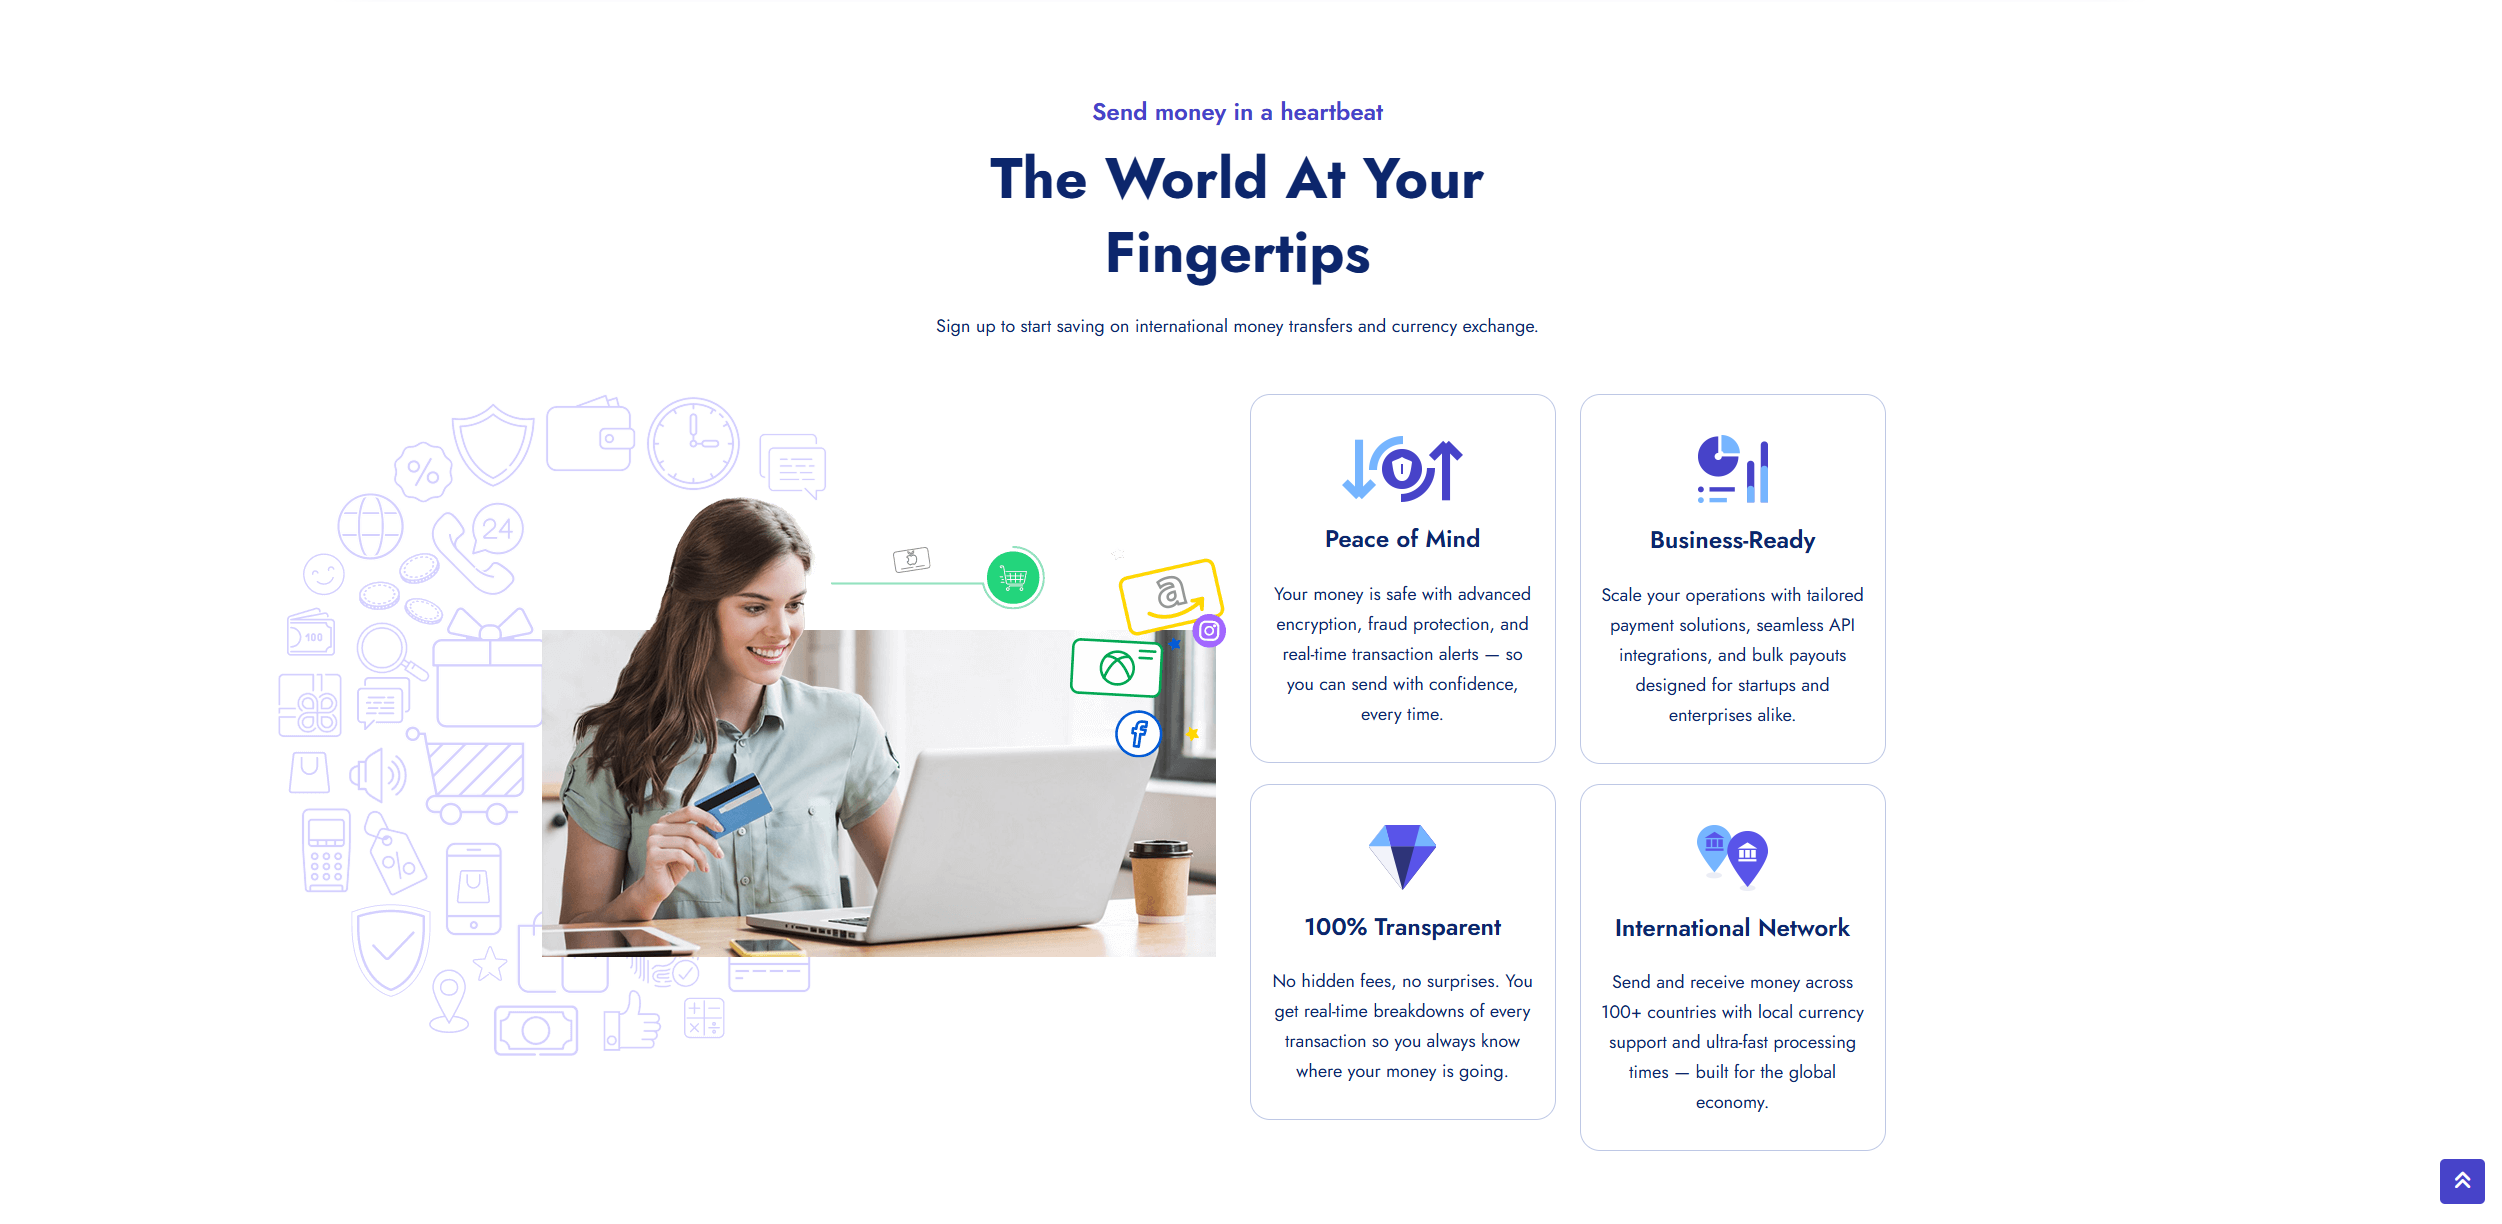 Send money in a heartbeat
The World At Your
Fingertips
Sign up to start saving on international money transfers and currency exchange.
24
100
a
f
Peace of Mind
Your money is safe with advanced
encryption, fraud protection, and
real-time transaction alerts — so
you can send with confidence,
every time.
Business-Ready
Scale your operations with tailored
payment solutions, seamless API
integrations, and bulk payouts
designed for startups and
enterprises alike.
100% Transparent
No hidden fees, no surprises. You
get real-time breakdowns of every
transaction so you always know
where your money is going.
International Network
Send and receive money across
100+ countries with local currency
support and ultra-fast processing
times — built for the global
economy.